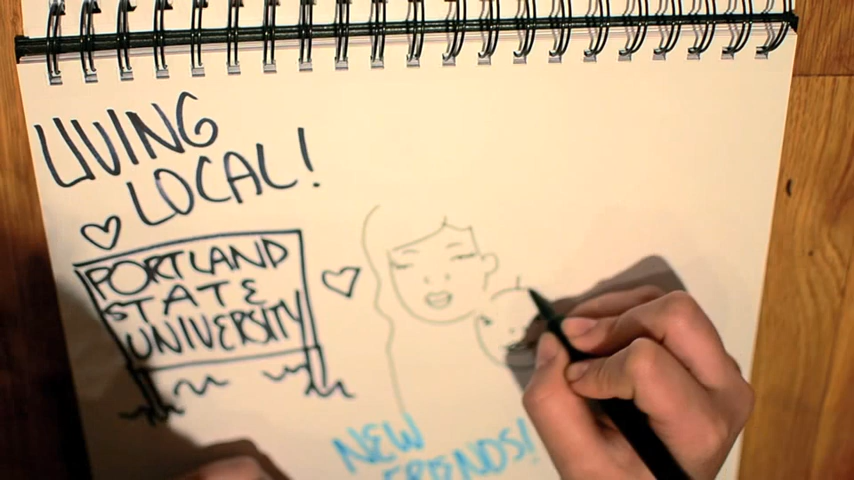 LIVING
LOCAL!
PORTLAND
STATE
UNIVERSITY
NEW
FRIENDS!